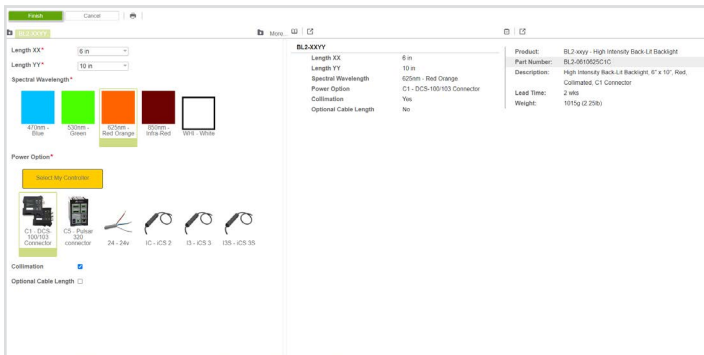 Finish Cancel
BL2-XXYY More...
Length XX* 6 in
Length YY* 10 in
Spectral Wavelength*
470nm - Blue
530nm - Green
625nm - Red Orange
850nm - Infra-Red
WHI - White
Power Option*
Select My Controller
C1 - DCS-100/103 Connector
C5 - Pulsar 320 connector
24 - 24v
IC - iCS 2
I3 - iCS 3
I3S - iCS 3S
Collimation
Optional Cable Length
BL2-XXYY
Length XX 6 in
Length YY 10 in
Spectral Wavelength 625nm - Red Orange
Power Option C1 - DCS-100/103 Connector
Collimation Yes
Optional Cable Length No
Product: BL2-xxyy - High Intensity Back-Lit Backlight
Part Number: BL2-0610625C1C
Description: High Intensity Back-Lit Backlight, 6" x 10", Red,
Collimated, C1 Connector
Lead Time: 2 wks
Weight: 1015g (2.25lb)